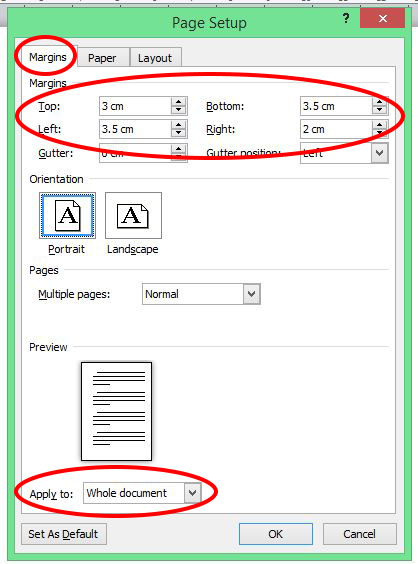 Page Setup ? ×
Margins Paper Layout
Margins
Top: 3 cm Bottom: 3.5 cm
Left: 3.5 cm Right: 2 cm
Gutter: 0 cm Gutter position: Left
Orientation
A A
Portrait Landscape
Pages
Multiple pages: Normal
Preview
Apply to: Whole document
Set As Default OK Cancel